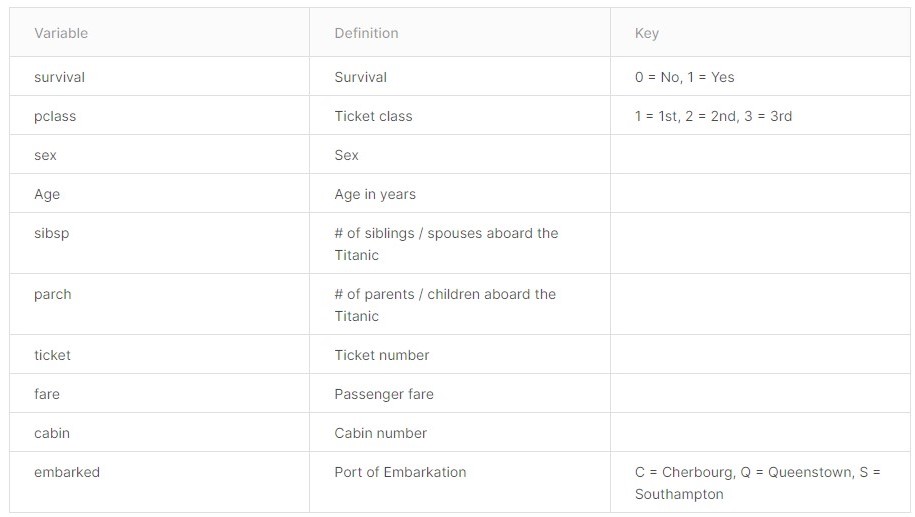 Variable Definition Key
survival Survival 0 = No, 1 = Yes
pclass Ticket class 1 = 1st, 2 = 2nd, 3 = 3rd
sex Sex
Age Age in years
sibsp # of siblings / spouses aboard the
Titanic
parch # of parents / children aboard the
Titanic
ticket Ticket number
fare Passenger fare
cabin Cabin number
embarked Port of Embarkation C = Cherbourg, Q = Queenstown, S =
Southampton